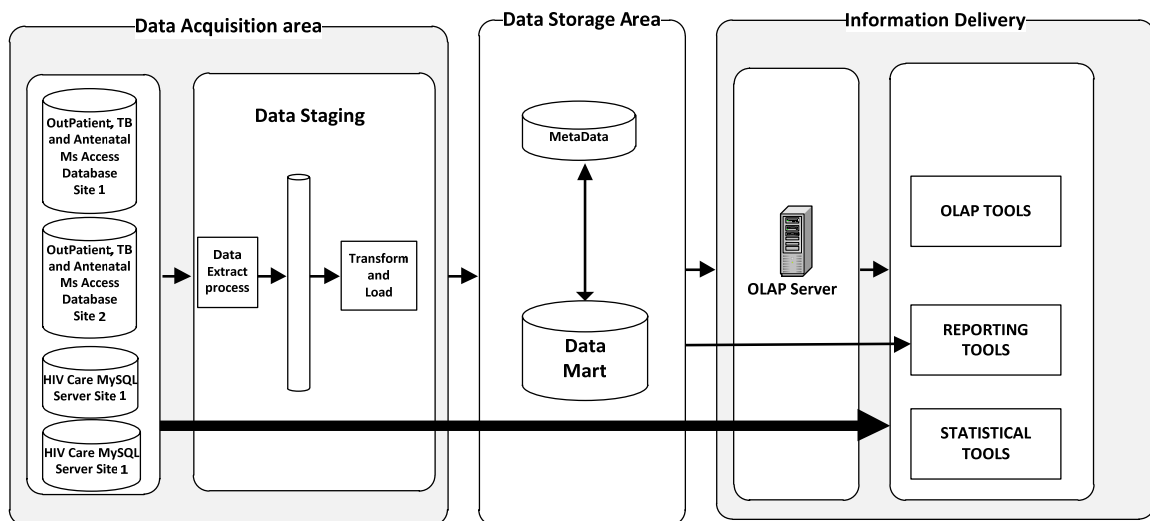 Data Acquisition area
Data Storage Area
Information Delivery
OutPatient, TB
and Antenatal
Ms Access
Database
Site 1
OutPatient, TB
and Antenatal
Ms Access
Database
Site 2
HIV Care MySQL
Server Site 1
HIV Care MySQL
Server Site 1
Data Staging
Data
Extract
process
Transform
and
Load
MetaData
Data
Mart
OLAP Server
OLAP TOOLS
REPORTING
TOOLS
STATISTICAL
TOOLS